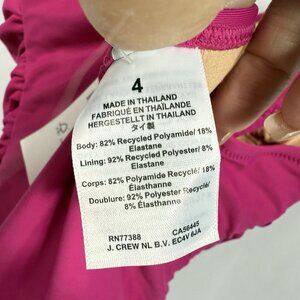 4
MADE IN THAILAND
FABRIQUÉ EN THAÏLANDE
HERGESTELLT IN THAILAND
タイ製
Body: 82% Recycled Polyamide/ 18%
Elastane
Lining: 92% Recycled Polyester/ 8%
Elastane
Corps: 82% Polyamide Recyclé/ 18%
Élasthanne
Doublure: 92% Polyester Recyclé/
8% Élasthanne
RN77388 CA56445
J. CREW NL B.V. EC4V 6JA